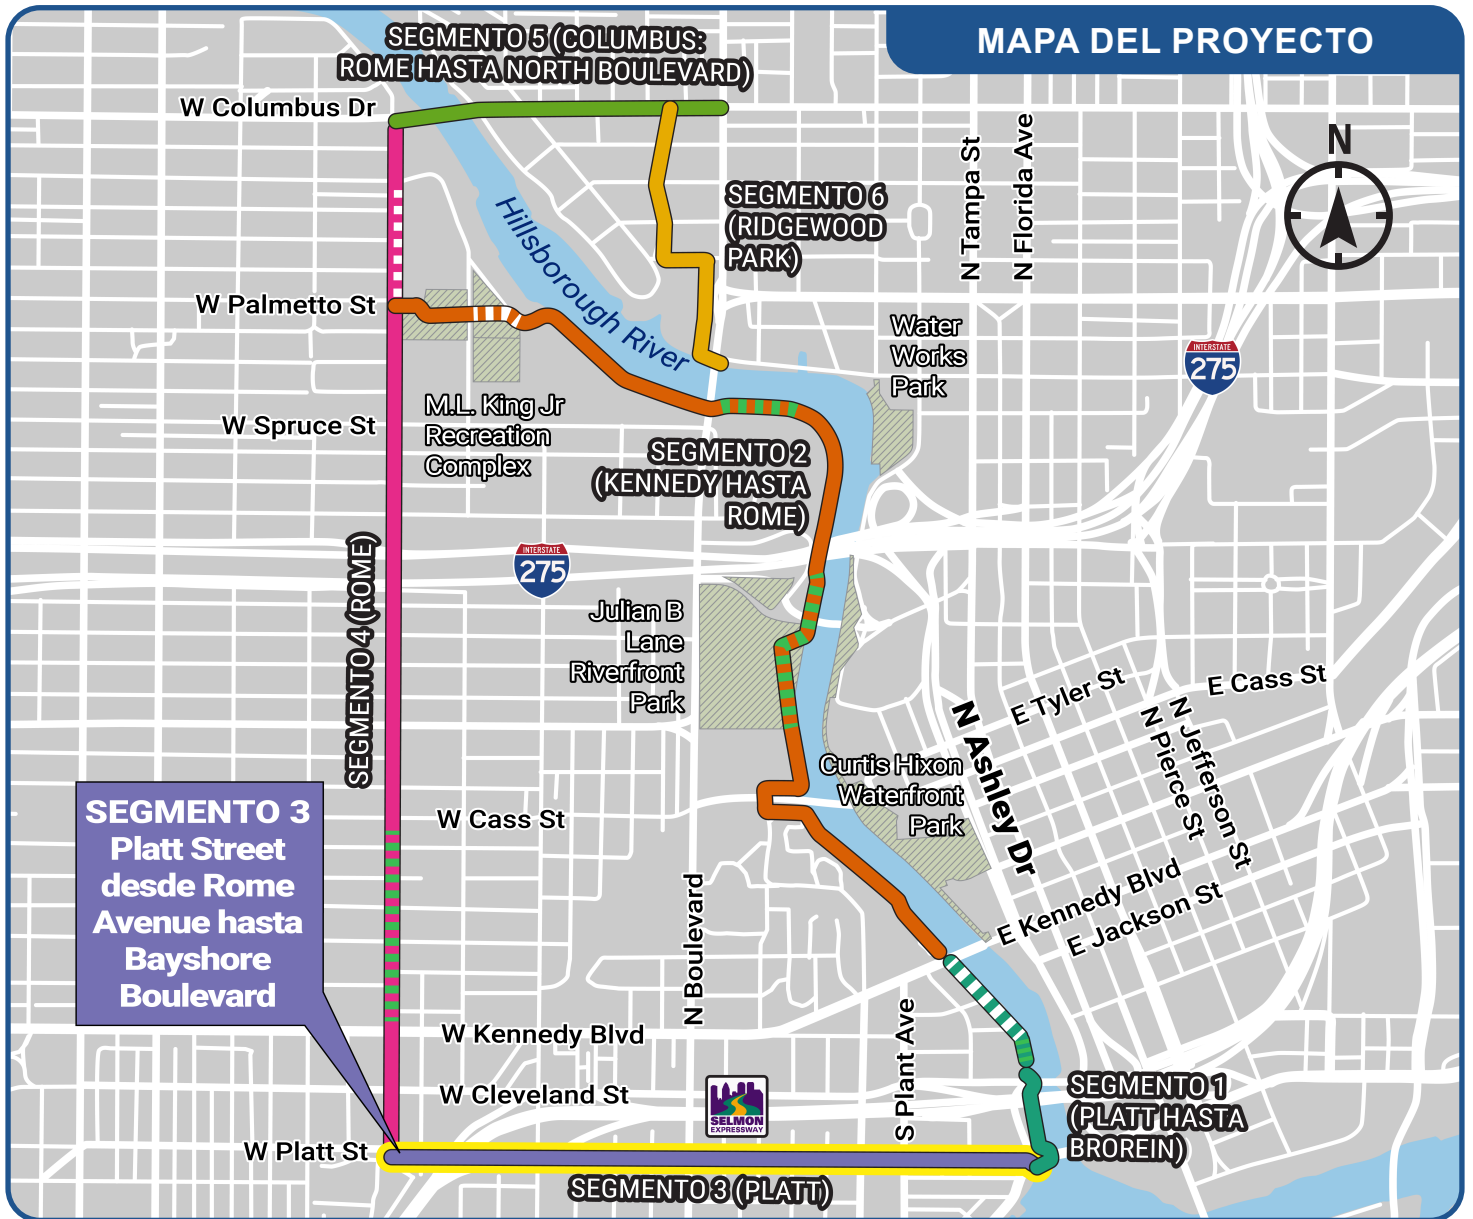 MAPA DEL PROYECTO
SEGMENTO 5 (COLUMBUS:
ROME HASTA NORTH BOULEVARD)
W Columbus Dr
N Tampa St
N Florida Ave
N
SEGMENTO 6
(RIDGEWOOD
PARK)
Hillsborough River
W Palmetto St
Water
Works
Park
INTERSTATE
275
M.L. King Jr
Recreation
Complex
W Spruce St
SEGMENTO 2
(KENNEDY HASTA
ROME)
SEGMENTO 4 (ROME)
INTERSTATE
275
Julian B
Lane
Riverfront
Park
E Tyler St
E Cass St
N Ashley Dr
N Pierce St
N Jefferson St
Curtis Hixon
Waterfront
Park
SEGMENTO 3
Platt Street
desde Rome
Avenue hasta
Bayshore
Boulevard
W Cass St
N Boulevard
E Kennedy Blvd
E Jackson St
W Kennedy Blvd
S Plant Ave
W Cleveland St
SELMON
EXPRESSWAY
SEGMENTO 1
(PLATT HASTA
BROREIN)
W Platt St
SEGMENTO 3 (PLATT)